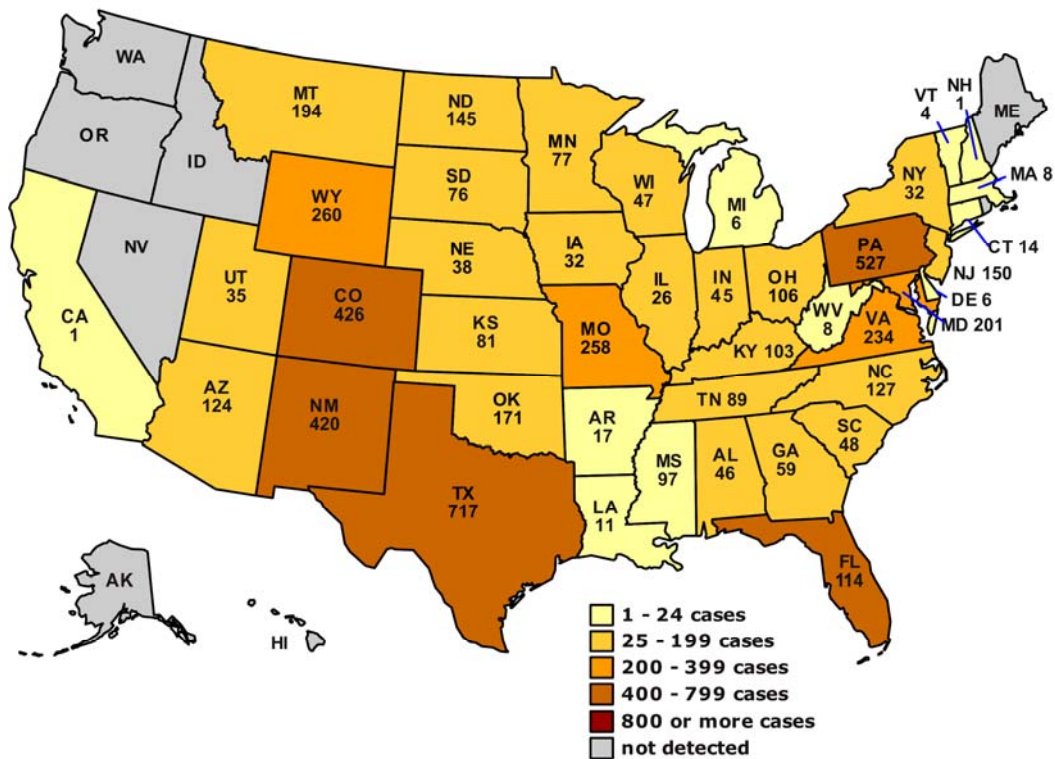 WA
OR
ID
NV
CA
1
MT
194
WY
260
UT
35
AZ
124
CO
426
NM
420
ND
145
SD
76
NE
38
KS
81
OK
171
TX
717
MN
77
IA
32
MO
258
AR
17
LA
11
WI
47
IL
26
MS
97
MI
6
IN
45
KY 103
TN 89
AL
46
OH
106
WV
8
GA
59
FL
114
SC
48
NC
127
VA
234
PA
527
NY
32
VT
4
NH
1
ME
MA 8
CT 14
NJ 150
DE 6
MD 201
AK
HI
1 - 24 cases
25 - 199 cases
200 - 399 cases
400 - 799 cases
800 or more cases
not detected